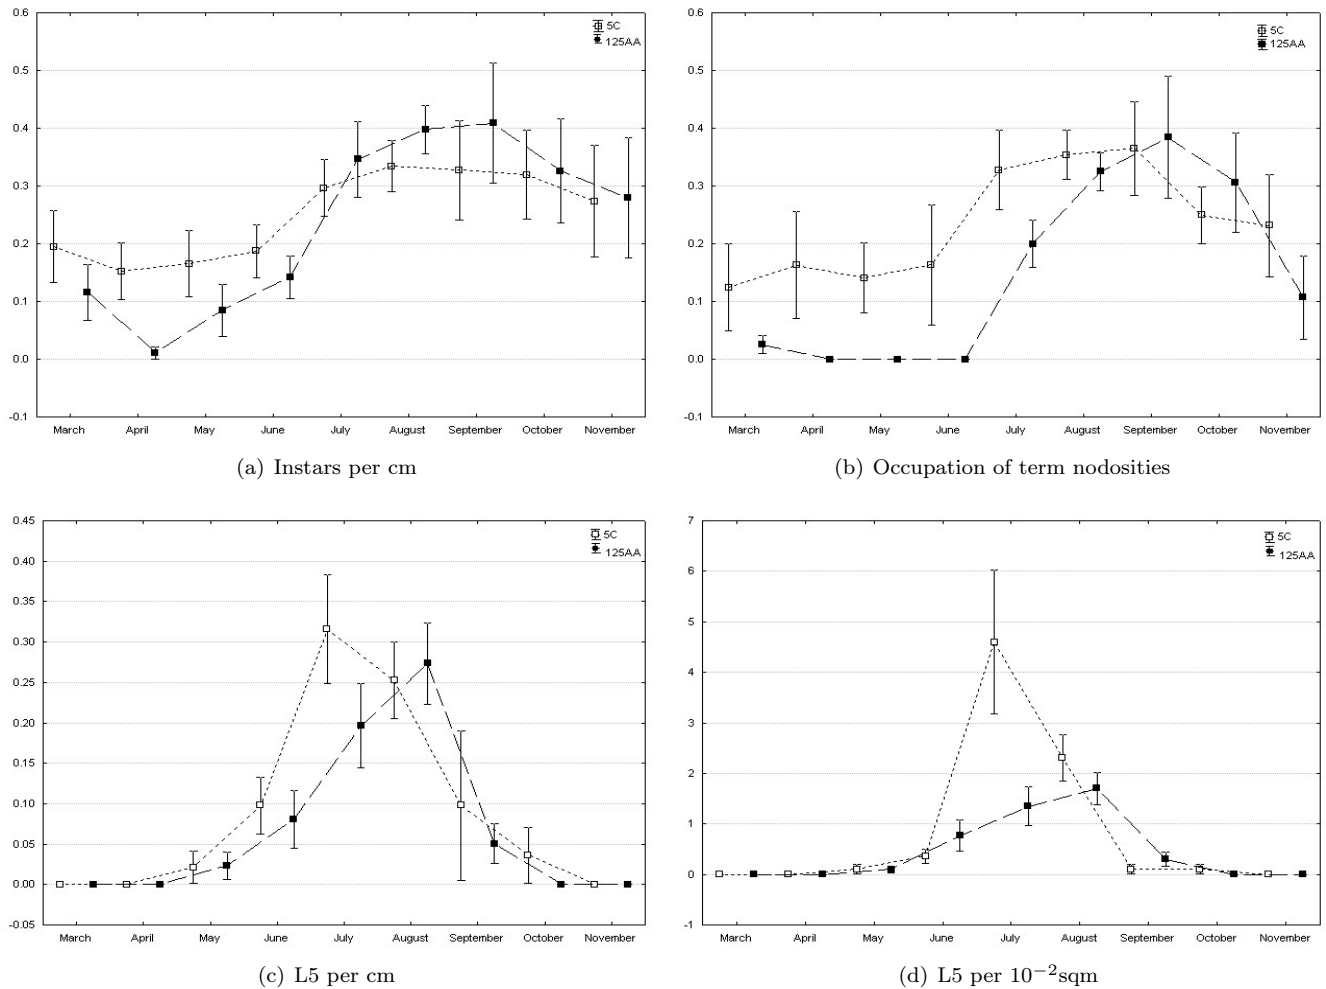 0.6
0.5
0.4
0.3
0.2
0.1
0.0
-0.1
5C
125AA
March April May June July August September October November
(a) Instars per cm
0.6
0.5
0.4
0.3
0.2
0.1
0.0
-0.1
5C
125AA
March April May June July August September October November
(b) Occupation of term nodosities
0.45
0.40
0.35
0.30
0.25
0.20
0.15
0.10
0.05
0.00
-0.05
5C
125AA
March April May June July August September October November
(c) L5 per cm
7
6
5
4
3
2
1
0
-1
5C
125AA
March April May June July August September October November
(d) L5 per 10⁻²sqm